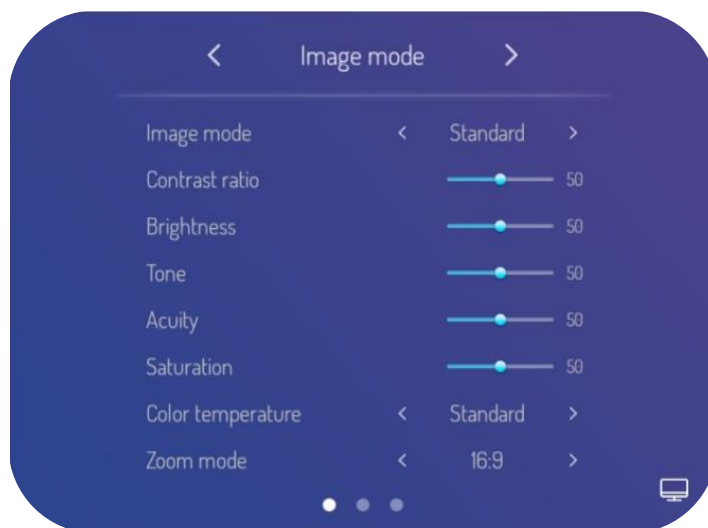 Image mode
Image mode Standard
Contrast ratio 50
Brightness 50
Tone 50
Acuity 50
Saturation 50
Color temperature Standard
Zoom mode 16:9